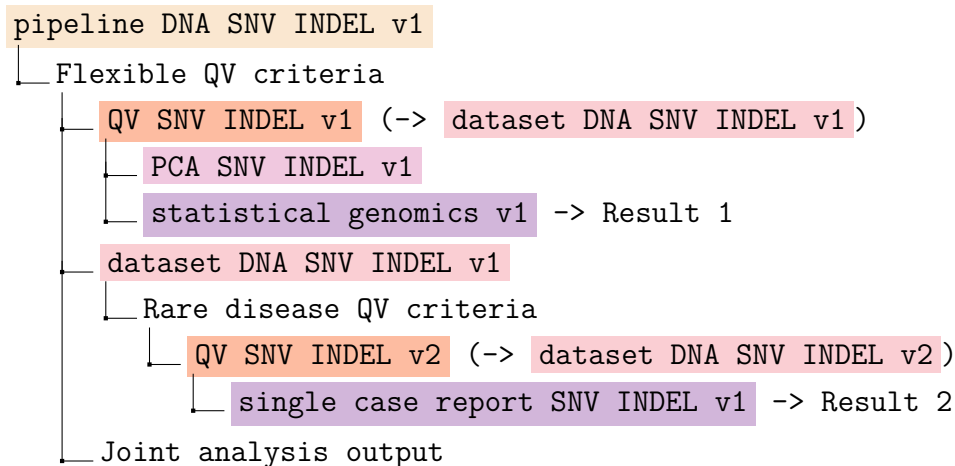 pipeline DNA SNV INDEL v1
Flexible QV criteria
QV SNV INDEL v1 (-> dataset DNA SNV INDEL v1)
PCA SNV INDEL v1
statistical genomics v1 -> Result 1
dataset DNA SNV INDEL v1
Rare disease QV criteria
QV SNV INDEL v2 (-> dataset DNA SNV INDEL v2)
single case report SNV INDEL v1 -> Result 2
Joint analysis output